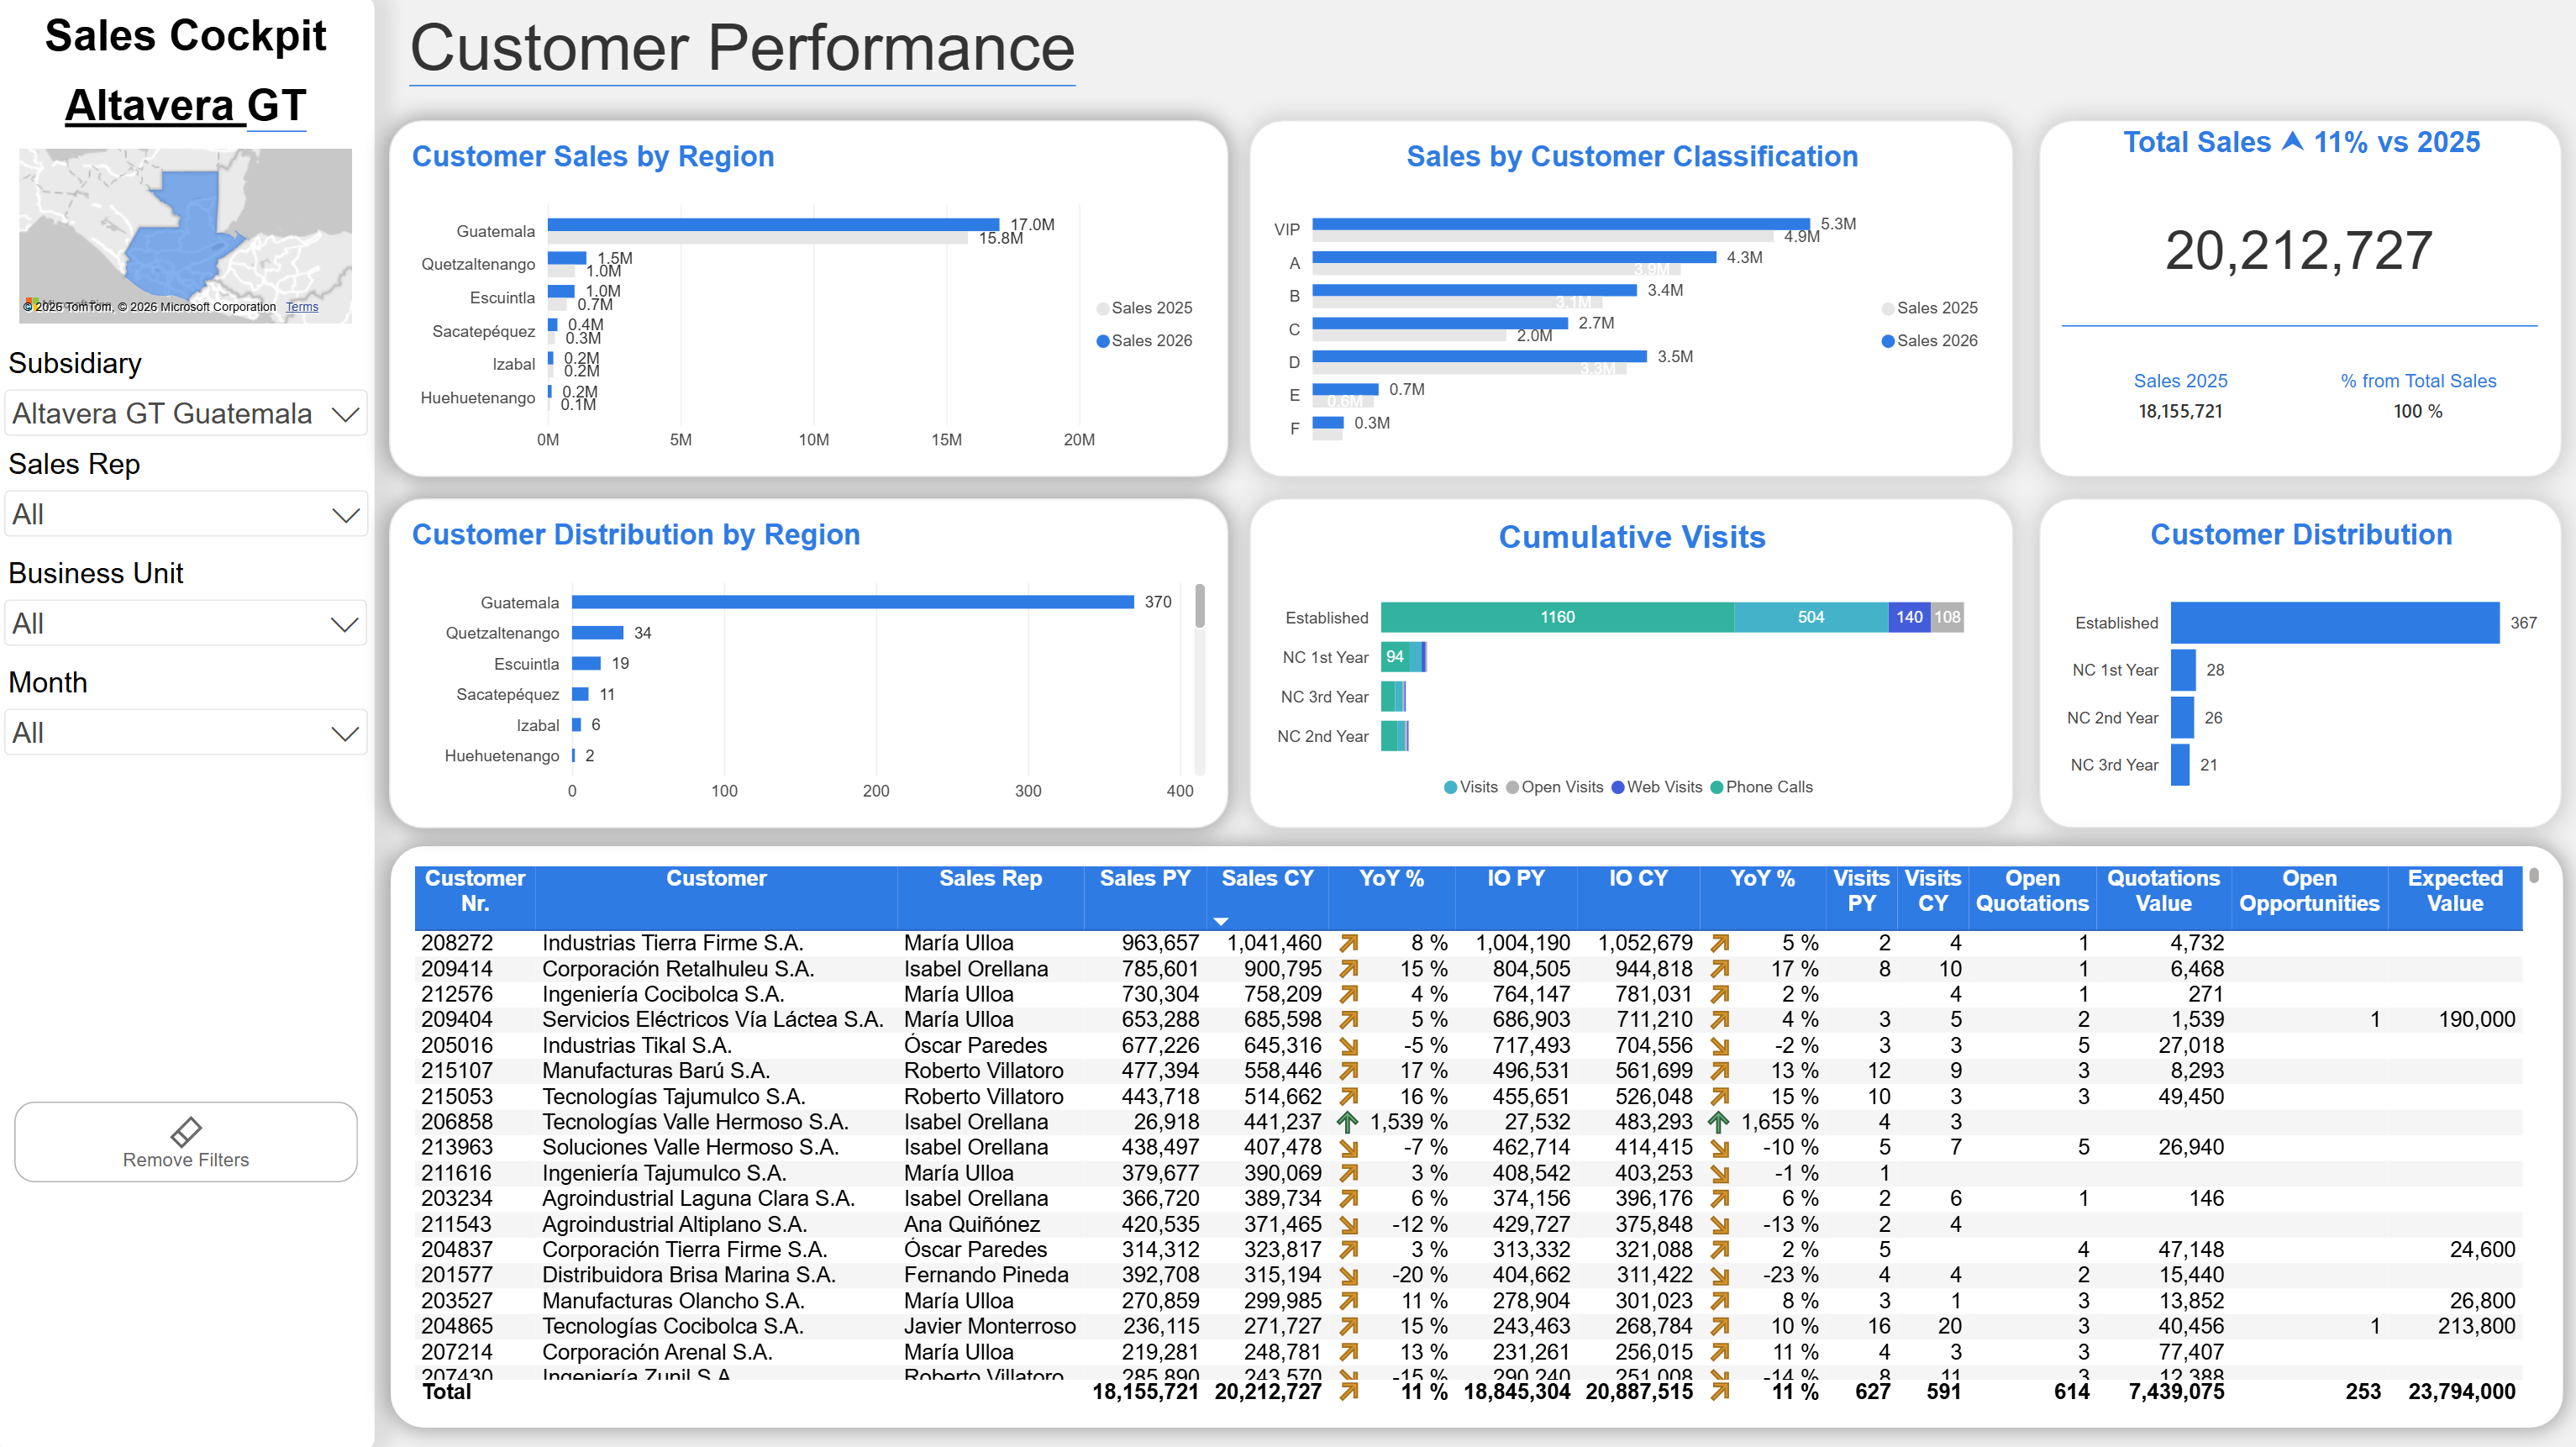 Sales Cockpit
Altavera GT
© 2026 TomTom, © 2026 Microsoft Corporation Terms
Subsidiary
Altavera GT Guatemala
Sales Rep
All
Business Unit
All
Month
All
Remove Filters
Customer Performance
Customer Sales by Region
Guatemala 17.0M 15.8M
Quetzaltenango 1.5M 1.0M
Escuintla 1.0M 0.7M
Sacatepéquez 0.4M 0.3M
Izabal 0.2M 0.2M
Huehuetenango 0.2M 0.1M
0M 5M 10M 15M 20M
Sales 2025
Sales 2026
Sales by Customer Classification
VIP 5.3M 4.9M
A 4.3M 3.9M
B 3.4M 3.1M
C 2.7M 2.0M
D 3.5M 3.3M
E 0.7M 0.6M
F 0.3M
Sales 2025
Sales 2026
Total Sales 11% vs 2025
20,212,727
Sales 2025 % from Total Sales
18,155,721 100 %
Customer Distribution by Region
Guatemala 370
Quetzaltenango 34
Escuintla 19
Sacatepéquez 11
Izabal 6
Huehuetenango 2
0 100 200 300 400
Cumulative Visits
Established 1160 504 140 108
NC 1st Year 94
NC 3rd Year
NC 2nd Year
Visits Open Visits Web Visits Phone Calls
Customer Distribution
Established 367
NC 1st Year 28
NC 2nd Year 26
NC 3rd Year 21
Customer Nr. Customer Sales Rep Sales PY Sales CY YoY % IO PY IO CY YoY % Visits PY Visits CY Open Quotations Quotations Value Open Opportunities Expected Value
208272 Industrias Tierra Firme S.A. María Ulloa 963,657 1,041,460 8 % 1,004,190 1,052,679 5 % 2 4 1 4,732
209414 Corporación Retalhuleu S.A. Isabel Orellana 785,601 900,795 15 % 804,505 944,818 17 % 8 10 1 6,468
212576 Ingeniería Cocibolca S.A. María Ulloa 730,304 758,209 4 % 764,147 781,031 2 % 4 1 271
209404 Servicios Eléctricos Vía Láctea S.A. María Ulloa 653,288 685,598 5 % 686,903 711,210 4 % 3 5 2 1,539 1 190,000
205016 Industrias Tikal S.A. Óscar Paredes 677,226 645,316 -5 % 717,493 704,556 -2 % 3 3 5 27,018
215107 Manufacturas Barú S.A. Roberto Villatoro 477,394 558,446 17 % 496,531 561,699 13 % 12 9 3 8,293
215053 Tecnologías Tajumulco S.A. Roberto Villatoro 443,718 514,662 16 % 455,651 526,048 15 % 10 3 3 49,450
206858 Tecnologías Valle Hermoso S.A. Isabel Orellana 26,918 441,237 1,539 % 27,532 483,293 1,655 % 4 3
213963 Soluciones Valle Hermoso S.A. Isabel Orellana 438,497 407,478 -7 % 462,714 414,415 -10 % 5 7 5 26,940
211616 Ingeniería Tajumulco S.A. María Ulloa 379,677 390,069 3 % 408,542 403,253 -1 % 1
203234 Agroindustrial Laguna Clara S.A. Isabel Orellana 366,720 389,734 6 % 374,156 396,176 6 % 2 6 1 146
211543 Agroindustrial Altiplano S.A. Ana Quiñónez 420,535 371,465 -12 % 429,727 375,848 -13 % 2 4
204837 Corporación Tierra Firme S.A. Óscar Paredes 314,312 323,817 3 % 313,332 321,088 2 % 5 4 47,148 24,600
201577 Distribuidora Brisa Marina S.A. Fernando Pineda 392,708 315,194 -20 % 404,662 311,422 -23 % 4 4 2 15,440
203527 Manufacturas Olancho S.A. María Ulloa 270,859 299,985 11 % 278,904 301,023 8 % 3 1 3 13,852 26,800
204865 Tecnologías Cocibolca S.A. Javier Monterroso 236,115 271,727 15 % 243,463 268,784 10 % 16 20 3 40,456 1 213,800
207214 Corporación Arenal S.A. María Ulloa 219,281 248,781 13 % 231,261 256,015 11 % 4 3 3 77,407
207430 Ingeniería Zunil S.A. Roberto Villatoro 285,890 243,570 -15 % 290,240 251,008 -14 % 8 11 3 12,388
Total 18,155,721 20,212,727 11 % 18,845,304 20,887,515 11 % 627 591 614 7,439,075 253 23,794,000